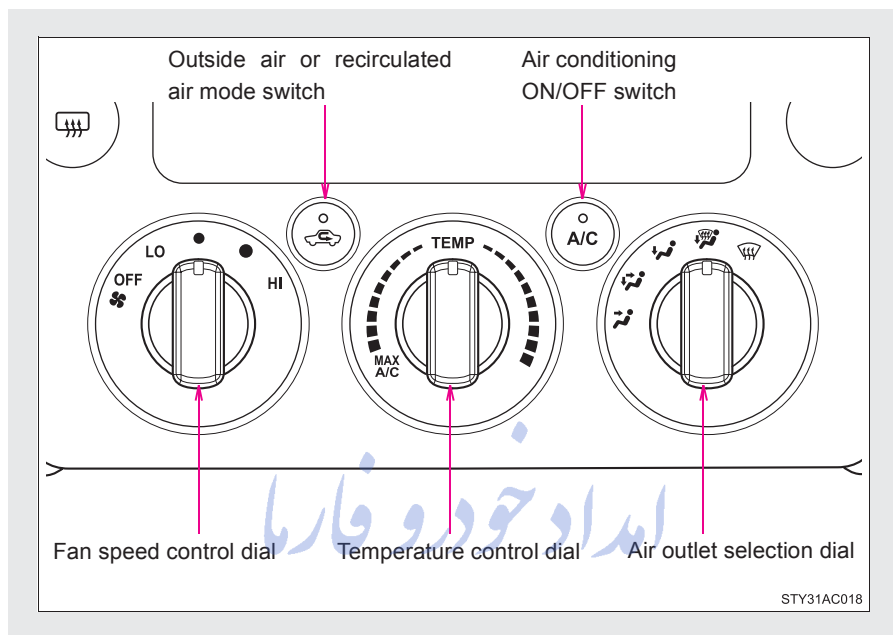 Outside air or recirculated
air mode switch
Air conditioning
ON/OFF switch
LO
OFF
HI
TEMP
MAX
A/C
A/C
امداد خودرو فارما
Fan speed control dial
Temperature control dial
Air outlet selection dial
STY31AC018